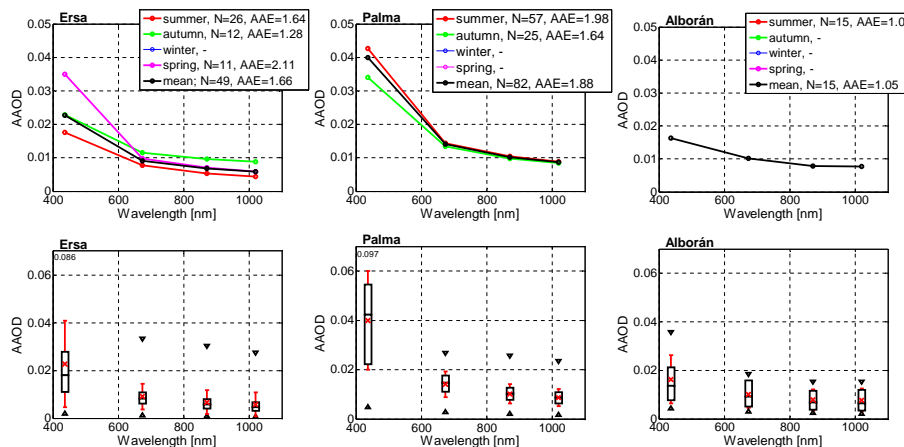 Ersa
summer, N=26, AAE=1.64
autumn, N=12, AAE=1.28
winter, -
spring, N=11, AAE=2.11
mean, N=49, AAE=1.66
0.05
0.04
0.03
0.02
0.01
0
AAOD
400 600 800 1000
Wavelength [nm]
Palma
summer, N=57, AAE=1.98
autumn, N=25, AAE=1.64
winter, -
spring, -
mean, N=82, AAE=1.88
0.05
0.04
0.03
0.02
0.01
0
AAOD
400 600 800 1000
Wavelength [nm]
Alborán
summer, N=15, AAE=1.0
autumn, -
winter, -
spring, -
mean, N=15, AAE=1.05
0.05
0.04
0.03
0.02
0.01
0
AAOD
400 600 800 1000
Wavelength [nm]
Ersa
0.086
0.06
0.04
0.02
0
AAOD
400 600 800 1000
Wavelength [nm]
Palma
0.097
0.06
0.04
0.02
0
AAOD
400 600 800 1000
Wavelength [nm]
Alborán
0.06
0.04
0.02
0
AAOD
400 600 800 1000
Wavelength [nm]